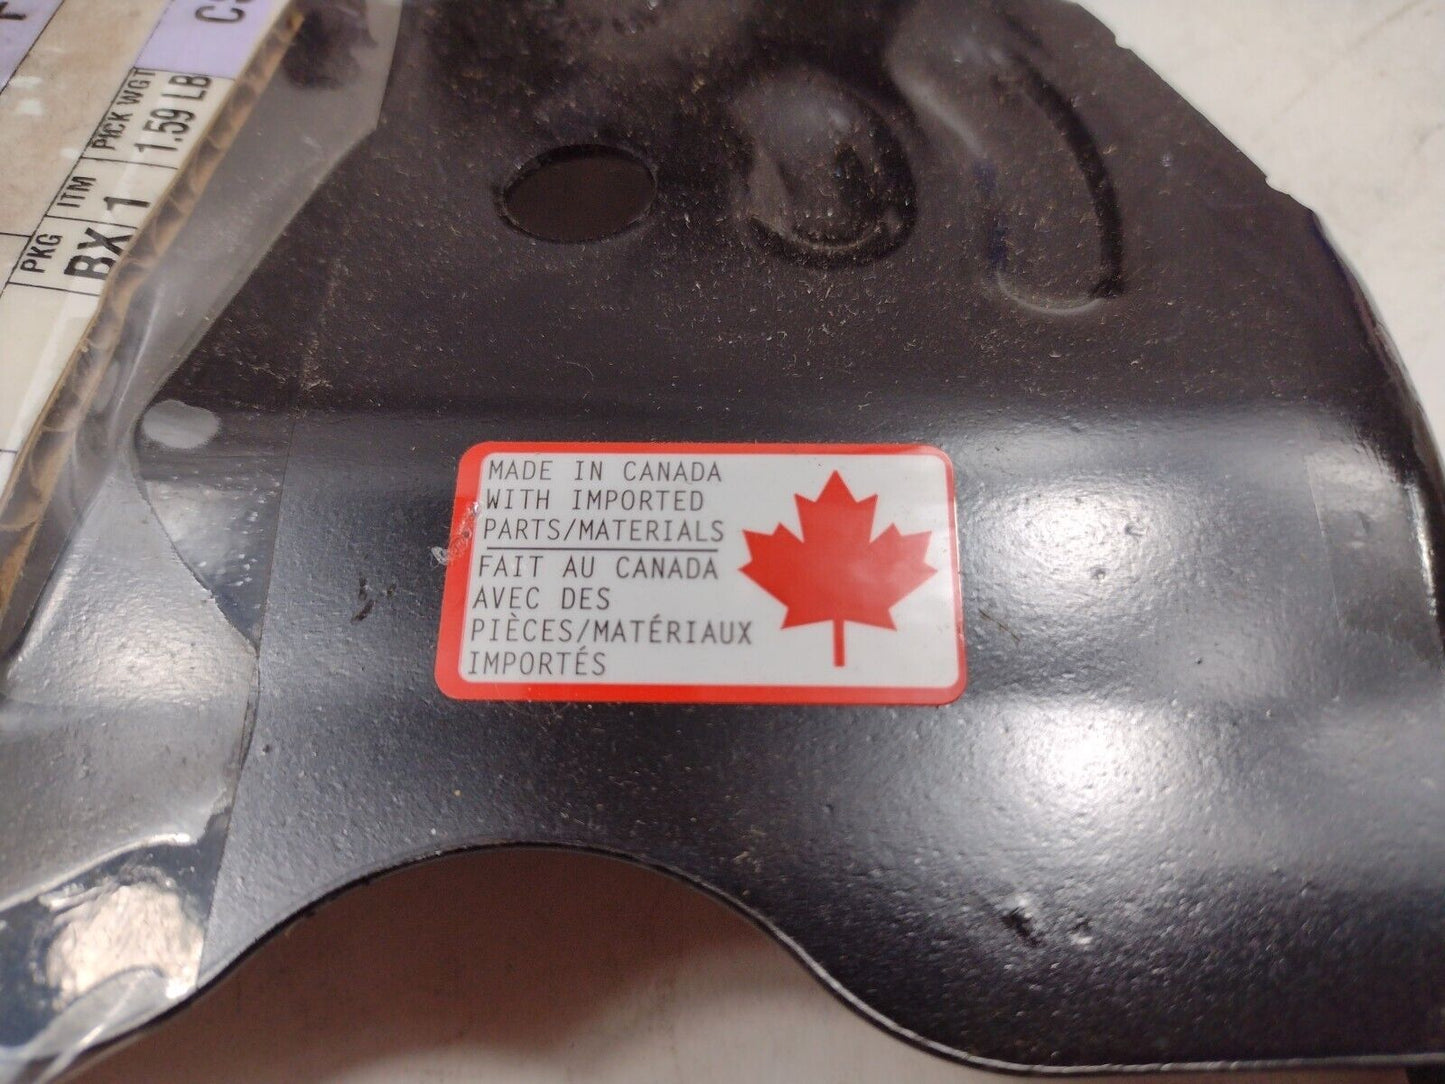 PKG
ITM
PICK WGT
BX
1
1.59 LB
MADE IN CANADA
WITH IMPORTED
PARTS/MATERIALS
FAIT AU CANADA
AVEC DES
PIÈCES/MATÉRIAUX
IMPORTÉS